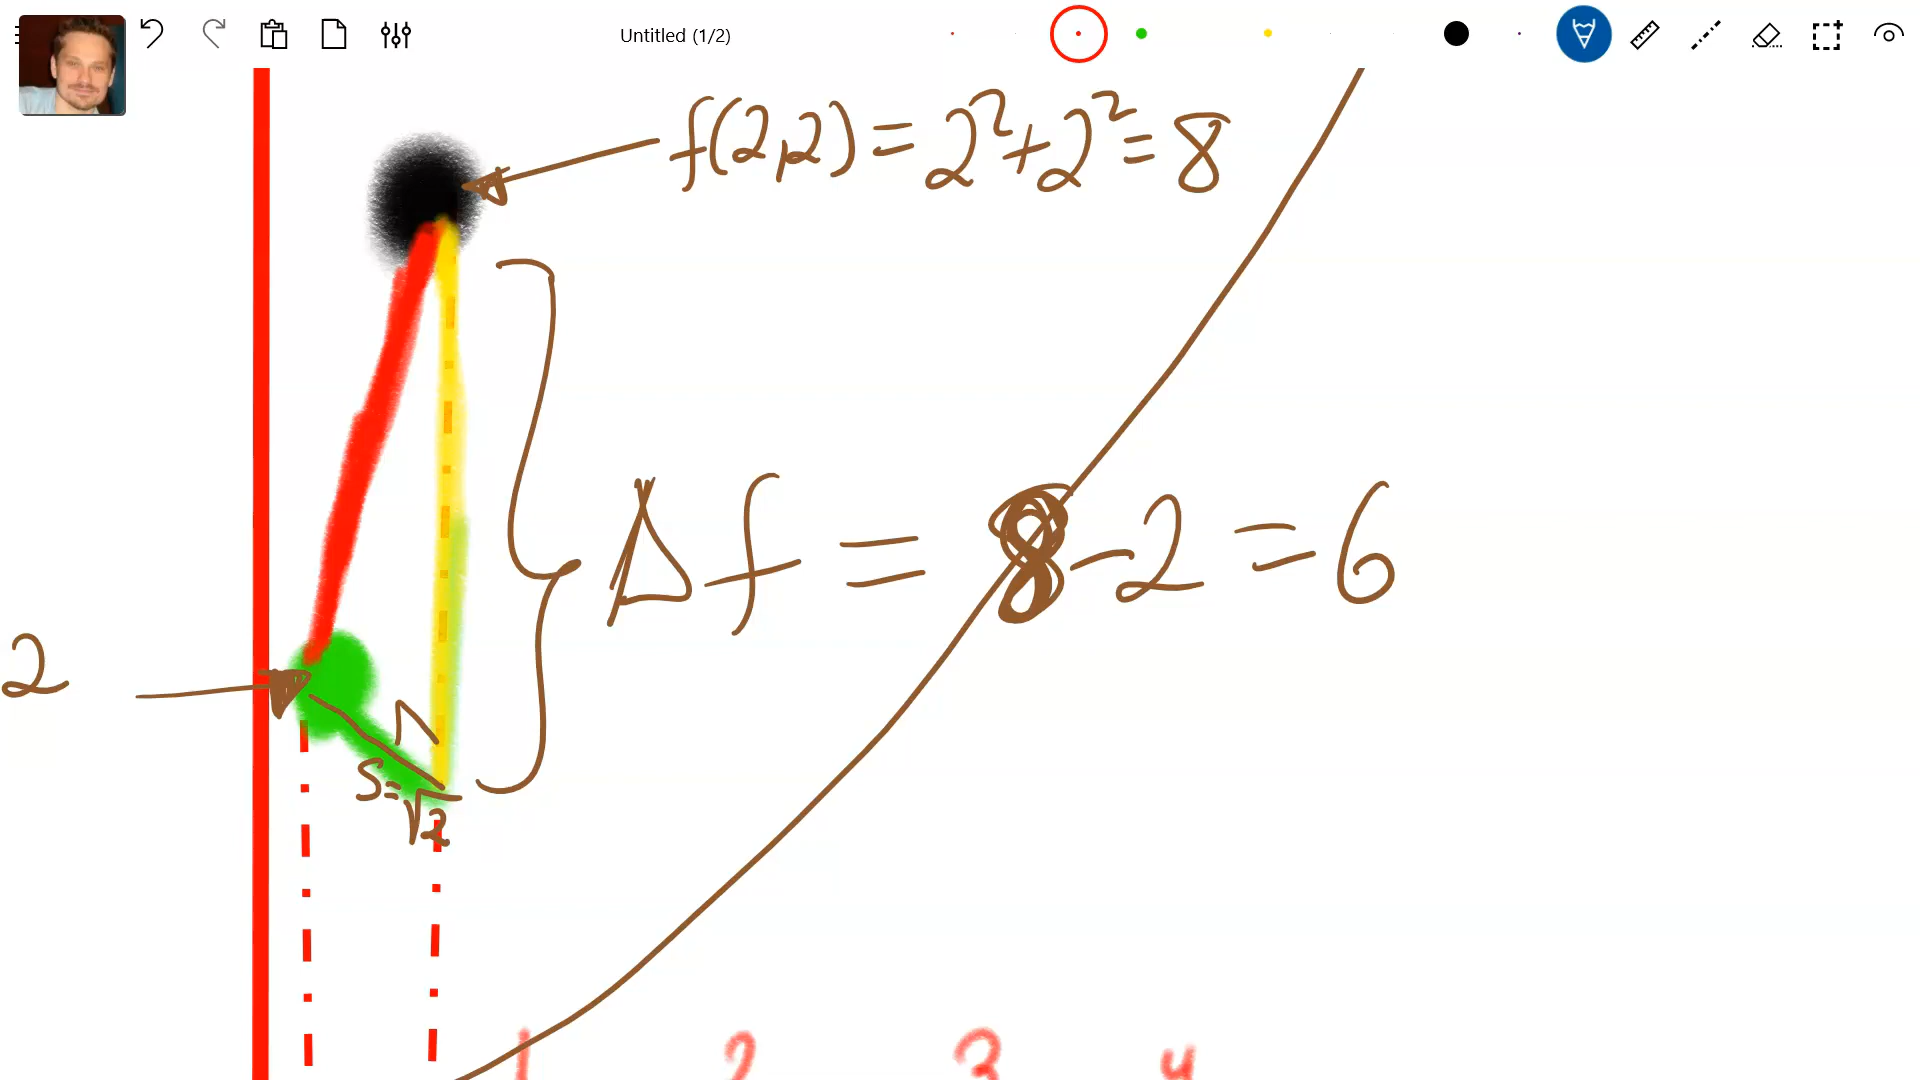 Untitled (1/2)
f(2,2) = 2²+2² = 8
Δf = 8-2 = 6
2
S=√2
1 2 3 4